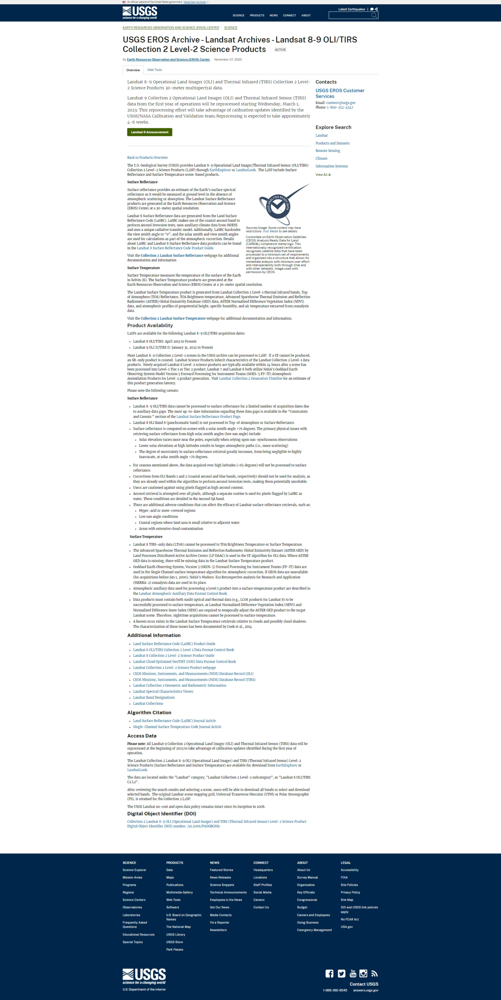 An official website of the United States government Here's how you know
USGS
science for a changing world
Latest Earthquakes |
SCIENCE PRODUCTS NEWS CONNECT ABOUT
EARTH RESOURCES OBSERVATION AND SCIENCE (EROS) CENTER SCIENCE
USGS EROS Archive - Landsat Archives - Landsat 8-9 OLI/TIRS
Collection 2 Level-2 Science Products ACTIVE
By Earth Resources Observation and Science (EROS) Center November 27, 2020
Overview Web Tools
Landsat 8-9 Operational Land Imager (OLI) and Thermal Infrared (TIRS) Collection 2 Level-
2 Science Products 30-meter multispectral data.
Landsat 9 Collection 2 Operational Land Imager (OLI) and Thermal Infrared Sensor (TIRS)
data from the first year of operations will be reprocessed starting Wednesday, March 1,
2023. This reprocessing effort will take advantage of calibration updates identified by the
USGS/NASA Calibration and Validation team. Reprocessing is expected to take approximately
4-6 weeks.
Landsat 9 Announcement
Contacts
USGS EROS Customer
Services
Email: custserv@usgs.gov
Phone: 1-800-252-4547
Explore Search
Landsat
Products and Datasets
Remote Sensing
Climate
Information Systems
View All
Back to Products Overview
The U.S. Geological Survey (USGS) provides Landsat 8-9 Operational Land Imager/Thermal Infrared Sensor (OLI/TIRS)
Collection 2 Level-2 Science Products (L2SP) through EarthExplorer or LandsatLook. The L2SP include Surface
Reflectance and Surface Temperature scene-based products.
Surface Reflectance
Surface reflectance provides an estimate of the Earth's surface spectral
reflectance as it would be measured at ground level in the absence of
atmospheric scattering or absorption. The Landsat Surface Reflectance
products are generated at the Earth Resources Observation and Science
(EROS) Center at a 30-meter spatial resolution.
Landsat 8 Surface Reflectance data are generated from the Land Surface
Reflectance Code (LaSRC). LaSRC makes use of the coastal aerosol band to
perform aerosol inversion tests, uses auxiliary climate data from MODIS
and uses a unique radiative transfer model. Additionally, LaSRC hardcodes
the view zenith angle to "0", and the solar zenith and view zenith angles
are used for calculations as part of the atmospheric correction. Details
about LaSRC and Landsat 8 Surface Reflectance data products can be found
in the Landsat 8 Surface Reflectance Code Product Guide.
Visit the Collection 2 Landsat Surface Reflectance webpage for additional
documentation and information
CEOS ANALYSIS READY DATA
Sources/Usage: Some content may have
restrictions. Visit Media to see details.
Committee on Earth Observation Satellites
(CEOS) Analysis Ready Data for Land
(CARD4L) compliance stamp logo. This
internationally-recognized certification
recognizes satellite data that have been
processed to a minimum set of requirements
and organized into a structure that allows for
immediate analysis with minimum user effort
and interoperability both through time and
with other datasets. Image used with
permission by CEOS.
Surface Temperature
Surface Temperature measures the temperature of the surface of the Earth
in Kelvin (K). The Surface Temperature products are generated at the
Earth Resources Observation and Science (EROS) Center at a 30-meter spatial resolution.
The Landsat Surface Temperature product is generated from Landsat Collection 2 Level-1 thermal infrared bands, Top
of Atmosphere (TOA) Reflectance, TOA Brightness temperature, Advanced Spaceborne Thermal Emission and Reflection
Radiometer (ASTER) Global Emissivity Database (GED) data, ASTER Normalized Difference Vegetation Index (NDVI)
data, and atmospheric profiles of geopotential height, specific humidity, and air temperature extracted from reanalysis
data.
Visit the Collection 2 Landsat Surface Temperature webpage for additional documentation and information.
Product Availability
L2SPs are available for the following Landsat 8-9 OLI/TIRS acquisition dates:
• Landsat 8 OLI/TIRS: April 2013 to Present
• Landsat 9 OLI II/TIRS II: January 31, 2022 to Present
Most Landsat 8-9 Collection 2 Level-1 scenes in the USGS archive can be processed to L2SP. If a ST cannot be produced,
an SR-only product is created. Landsat Science Products inherit characteristics of the Landsat Collection 2 Level-1 data
products. Newly acquired Landsat 8 Level-2 science products are typically available within 24 hours after a scene has
been processed into Level-1 Tier 1 or Tier 2 product. Landsat 7 and Landsat 8 both utilize NASA's Goddard Earth
Observing System Model Version 5 Forward Processing for Instrument Teams (GOES-5 FP-IT) Atmospheric
Assimilation Products for Level-2 product generation. Visit Landsat Collection 2 Generation Timeline for an estimate of
this product generation latency.
Please note the following caveats:
Surface Reflectance
• Landsat 8-9 OLI/TIRS data cannot be processed to surface reflectance for a limited number of acquisition dates due
to auxiliary data gaps. The most up-to-date information regarding these data gaps is available in the "Constraints
and Caveats " section of the Landsat Surface Reflectance Product Page.
• Landsat 8 OLI Band 8 (panchromatic band) is not processed to Top-of Atmosphere or Surface Reflectance.
• Surface reflectance is computed on scenes with a solar zenith angle >76 degrees. The primary physical issues with
retrieving surface reflectance from high solar zenith angles (low sun angle) include:
◦ Solar elevation varies more near the poles, especially when relying upon sun-synchronous observations
◦ Lower solar elevations at high latitudes results in longer atmospheric paths (i.e., more scattering)
◦ The degree of uncertainty in surface reflectance retrieval greatly increases, from being negligible to highly
inaccurate, at solar zenith angle >76 degrees.
• For reasons mentioned above, the data acquired over high latitudes (>65 degrees) will not be processed to surface
reflectance.
• Corrections from OLI Bands 1 and 2 (coastal aerosol and blue bands, respectively) should not be used for analysis, as
they are already used within the algorithm to perform aerosol inversion tests, making them potentially unreliable.
• Users are cautioned against using pixels flagged as high aerosol content.
• Aerosol retrieval is attempted over all pixels, although a separate routine is used for pixels flagged by LaSRC as
water. These conditions are detailed in the Aerosol QA band.
• There are additional adverse conditions that can affect the efficacy of Landsat surface reflectance retrievals, such as:
◦ Hyper-arid or snow-covered regions
◦ Low sun angle conditions
◦ Coastal regions where land area is small relative to adjacent water
◦ Areas with extensive cloud contamination
Surface Temperature
• Landsat 8 TIRS-only data (LT08) cannot be processed to TOA Brightness Temperature or Surface Temperature.
• The Advanced Spaceborne Thermal Emission and Reflection Radiometer Global Emissivity Dataset (ASTER GED) by
Land Processes Distributed Active Archive Center (LP DAAC) is used in the ST algorithm for OLI data. Where ASTER
GED data is missing, there will be missing data in the Landsat Surface Temperature product.
• Goddard Earth Observing System, Version 5 (GEOS-5) Forward Processing for Instrument Teams (FP-IT) data are
used in the Single Channel surface temperature algorithm for atmospheric correction. If GEOS data are unavailable
(for acquisitions before Jan 1, 2000), NASA's Modern-Era Retrospective analysis for Research and Application
(MERRA-2) reanalysis data are used in its place.
• Atmospheric auxiliary data used for processing a Level 1 product into a surface temperature product are described in
the Landsat Atmospheric Auxiliary Data Format Control Book.
• Data products must contain both sunlit optical and thermal data (e.g., LC08 products for Landsat 8) to be
successfully processed to surface temperature, as Landsat Normalized Difference Vegetation Index (NDVI) and
Normalized Difference Snow Index (NDSI) are required to temporally adjust the ASTER GED product to the target
Landsat scene. Therefore, nighttime acquisitions cannot be processed to surface temperature.
• A known error exists in the Landsat Surface Temperature retrievals relative to clouds and possibly cloud shadows.
The characterization of these issues has been documented by Cook et al., 2014
Additional Information
• Land Surface Reflectance Code (LaSRC) Product Guide
• Landsat 8 OLI/TIRS Collection 2 Level 2 Data Format Control Book
• Landsat 8 Collection 2 Level-2 Science Product Guide
• Landsat Cloud Optimized GeoTIFF (COG) Data Format Control Book
• Landsat Collection 2 Level-2 Science Product webpage
• CEOS Missions, Instruments, and Measurements (MIM) Database Record (OLI)
• CEOS Missions, Instruments, and Measurements (MIM) Database Record (TIRS)
• Landsat Collection 2 Geometric and Radiometric Information
• Landsat Spectral Characteristics Viewer
• Landsat Band Designations
• Landsat Collections
Algorithm Citation
• Land Surface Reflectance Code (LaSRC) Journal Article
• Single-Channel Surface Temperature Code Journal Article
Access Data
Please note: All Landsat 9 Collection 2 Operational Land Imager (OLI) and Thermal Infrared Sensor (TIRS) data will be
reprocessed at the beginning of 2023 to take advantage of calibration updates identified during the first year of
operation.
The Landsat Collection 2 Landsat 8-9 OLI (Operational Land Imager) and TIRS (Thermal Infrared Sensor) Level-2
Science Products (Surface Reflectance and Surface Temperature) are available for download from EarthExplorer or
LandsatLook.
The data are located under the "Landsat" category, "Landsat Collection 2 Level-2 subcategory", as "Landsat 8 OLI/TIRS
C2 L2".
After reviewing the search results and selecting a scene, users will be able to download all bands or select and download
selected bands. The original Landsat scene mapping grid, Universal Transverse Mercator (UTM) or Polar Stereographic
(PS), is retained for the Collection 2 L2SP.
The USGS Landsat no-cost and open data policy remains intact since its inception in 2008.
Digital Object Identifier (DOI)
Collection 2 Landsat 8-9 OLI (Operational Land Imager) and TIRS (Thermal Infrared Sensor) Level-2 Science Product
Digital Object Identifier (DOI) number: /10.5066/P9OGBGM6
SCIENCE
Science Explorer
Mission Areas
Programs
Regions
Science Centers
Observatories
Laboratories
Frequently Asked
Questions
Educational Resources
Special Topics
PRODUCTS
Data
Maps
Publications
Multimedia Gallery
Web Tools
Software
U.S. Board on Geographic
Names
The National Map
USGS Library
USGS Store
Park Passes
NEWS
Featured Stories
News Releases
Science Snippets
Technical Announcements
Employees in the News
Get Our News
Media Contacts
I'm a Reporter
Newsletters
CONNECT
Headquarters
Locations
Staff Profiles
Social Media
Careers
Contact Us
ABOUT
About Us
Survey Manual
Organization
Key Officials
Congressional
Budget
Careers and Employees
Doing Business
Emergency Management
LEGAL
Accessibility
FOIA
Site Policies
Privacy Policy
Site Map
DOI and USGS link policies
apply
No FEAR Act
USA.gov
USGS
science for a changing world
U.S. Department of the Interior
You
Tube
Contact USGS
1-888-392-8545 answers.usgs.gov